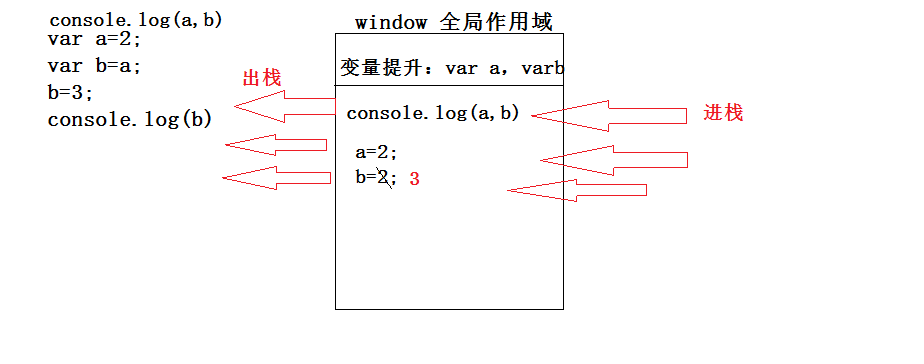 console.log(a,b)
var a=2;
var b=a;
b=3;
console.log(b)
window 全局作用域
变量提升：var a，varb
出栈
console.log(a,b)
进栈
a=2;
b=2; 3